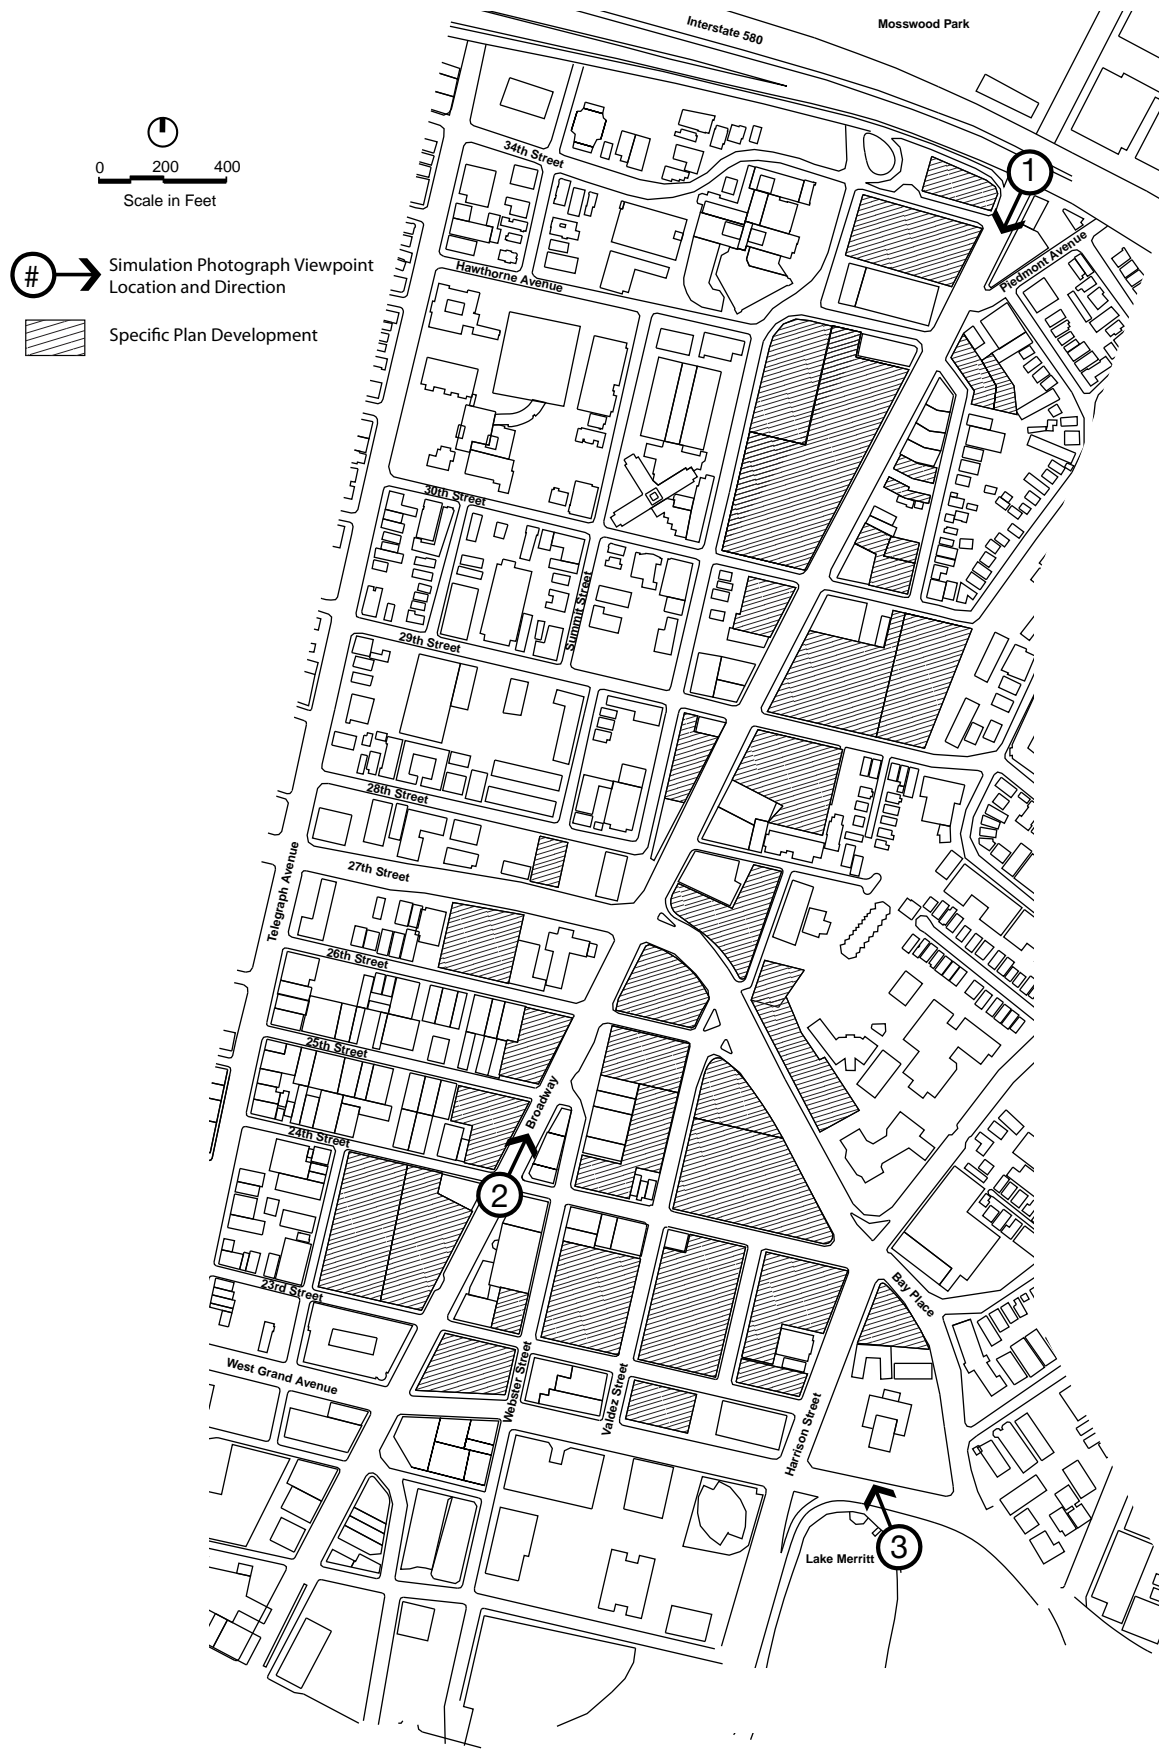 Interstate 580
Mosswood Park
0 200 400
Scale in Feet
#
Simulation Photograph Viewpoint
Location and Direction
Specific Plan Development
1
34th Street
Piedmont Avenue
Hawthorne Avenue
30th Street
Summit Street
29th Street
28th Street
27th Street
Telegraph Avenue
26th Street
25th Street
Broadway
24th Street
2
23rd Street
Bay Place
West Grand Avenue
Webster Street
Valdez Street
Harrison Street
Lake Merritt
3